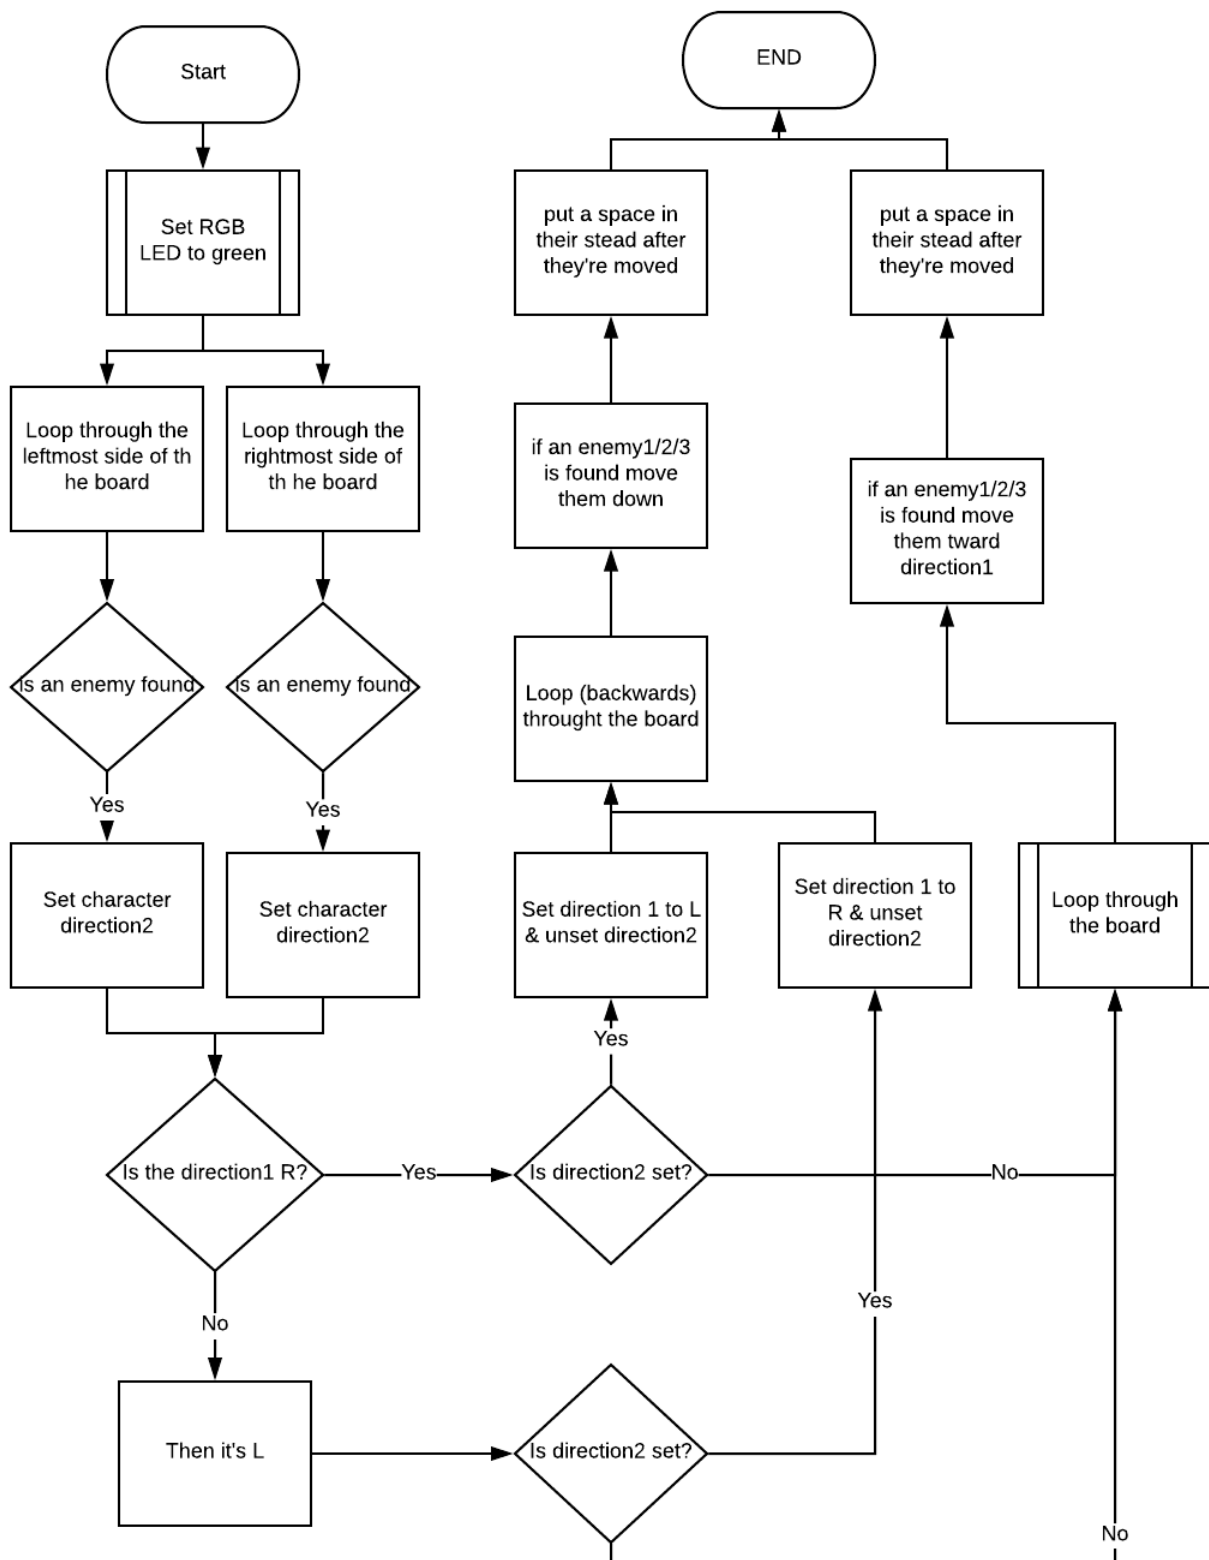 Start
END
Set RGB
LED to green
put a space in
their stead after
they're moved
put a space in
their stead after
they're moved
Loop through the
leftmost side of th
he board
Loop through the
rightmost side of
th he board
if an enemy1/2/3
is found move
them down
if an enemy1/2/3
is found move
them tward
direction1
is an enemy found
is an enemy found
Loop (backwards)
throught the board
Yes
Yes
Set character
direction2
Set character
direction2
Set direction 1 to L
& unset direction2
Set direction 1 to
R & unset
direction2
Loop through
the board
Yes
Is the direction1 R?
Yes
Is direction2 set?
No
No
Yes
Then it's L
Is direction2 set?
No